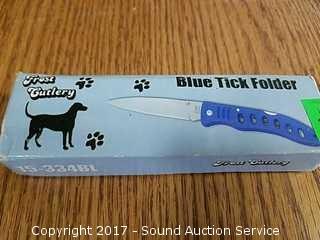 Frost
Cutlery
Blue Tick Folder
15-334BL
Frost
Cutlery
Copyright 2017 - Sound Auction Service